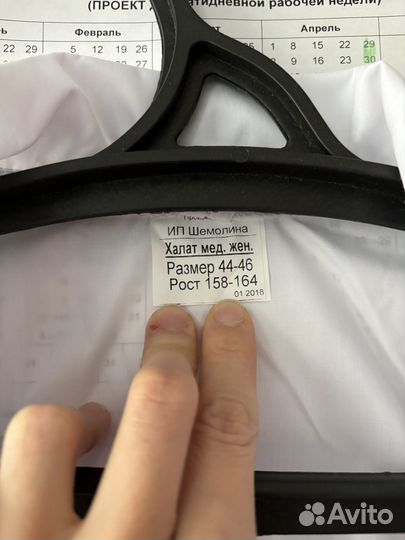 (ПРОЕКТ
тидневной рабочей недели)
Февраль
Апрель
22 29
5 12 19 26
1 8 15 22 29
9 16 23 30
ИП Шемолина
Халат мед. жен.
Размер 44-46
Рост 158-164
01 2018
Avito